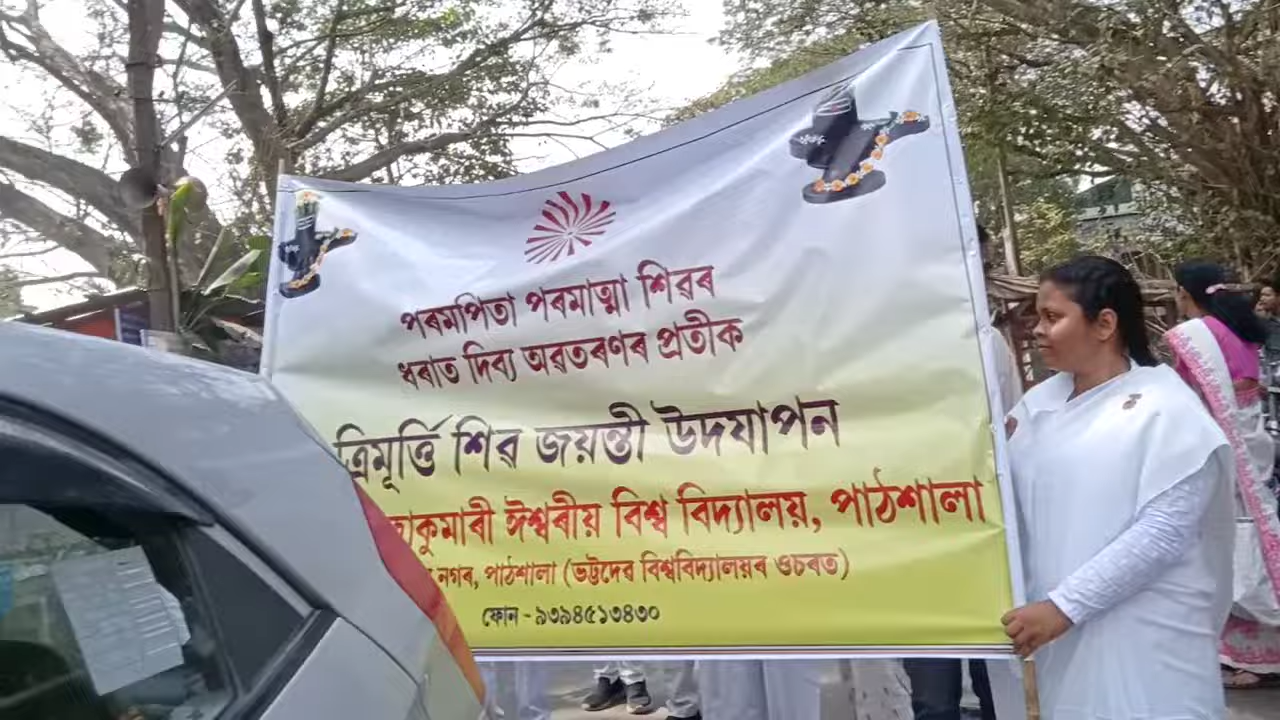 পৰমপিতা পৰমাত্মা শিৱৰ
ধৰাত দিব্য অৱতৰণৰ প্ৰতীক
ত্ৰিমূৰ্ত্তি শিৱ জয়ন্তী উদযাপন
ঈশ্বৰীয় বিশ্ব বিদ্যালয়, পাঠশালা
নগৰ, পাঠশালা (ভট্টদেৱ বিশ্ববিদ্যালয়ৰ ওচৰত)
ফোন - ৯৩৯৪৫১৩৪৩০